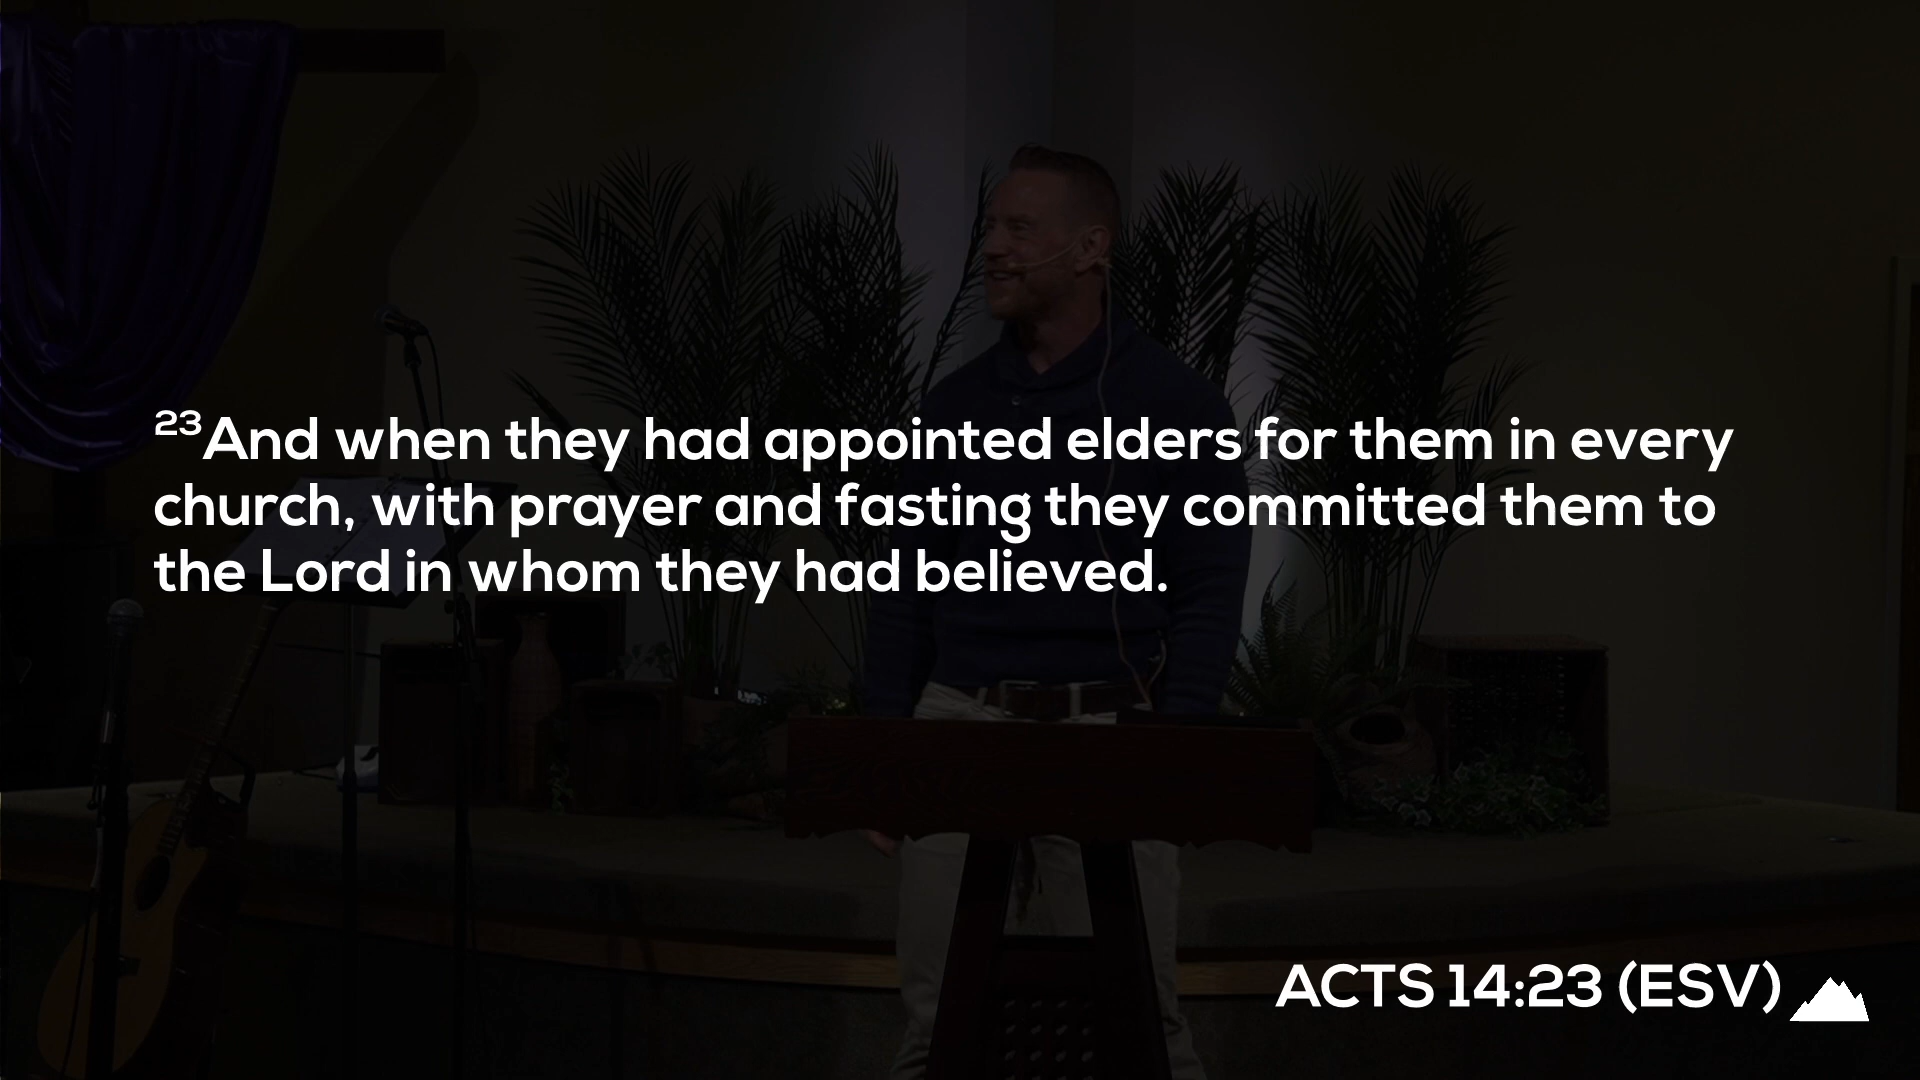 23And when they had appointed elders for them in every
church, with prayer and fasting they committed them to
the Lord in whom they had believed.
ACTS 14:23 (ESV)